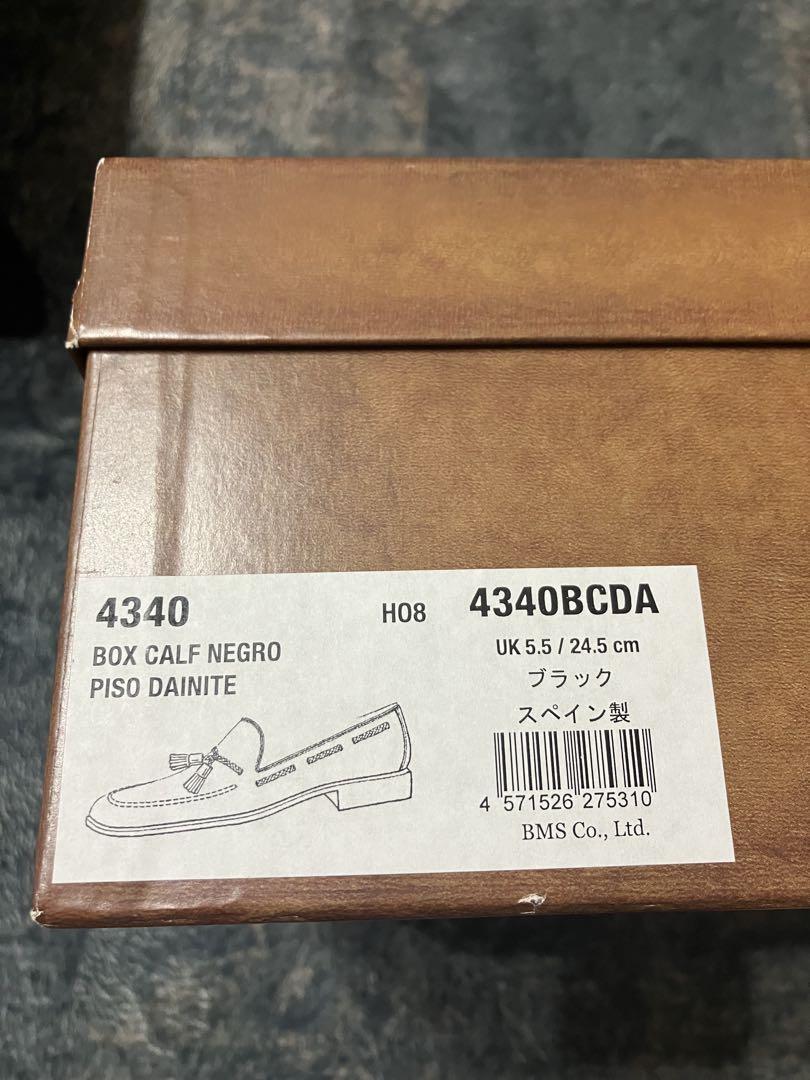 4340 H08 4340BCDA
BOX CALF NEGRO
PISO DAINITE
UK 5.5 / 24.5 cm
ブラック
スペイン製
4 571526 275310
BMS Co., Ltd.